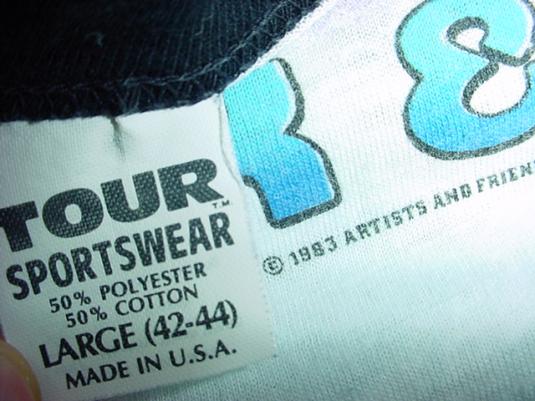 TOUR™
SPORTSWEAR
50% POLYESTER
50% COTTON
LARGE (42-44)
MADE IN U.S.A.
&
© 1983 ARTISTS AND FRIEN